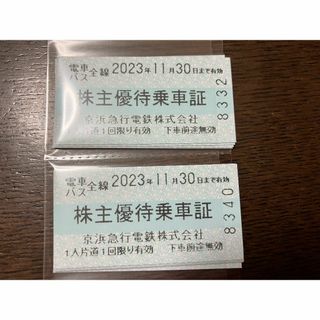 電車
バス全線 2023年11月30日まで有効
株主優待乗車証
京浜急行電鉄株式会社
1人片道1回限り有効 下車前途無効
8332
電車
バス全線 2023年11月30日まで有効
株主優待乗車証
京浜急行電鉄株式会社
1人片道1回限り有効 下車前途無効
8340